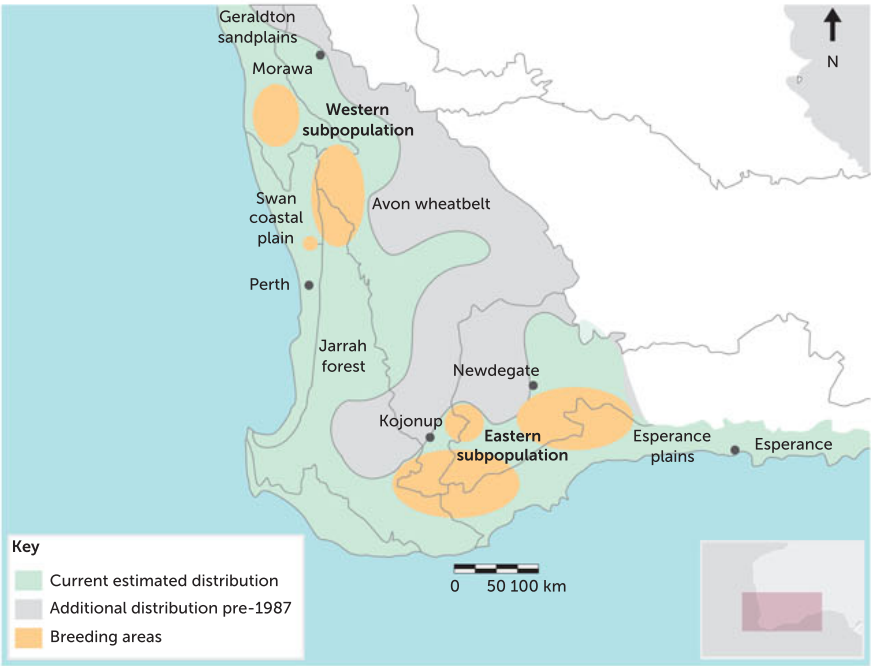 Geraldton
sandplains
N
Morawa
Western
subpopulation
Swan
coastal
plain
Avon wheatbelt
Perth
Jarrah
forest
Newdegate
Kojonup
Eastern
subpopulation
Esperance
plains
Esperance
Key
Current estimated distribution
Additional distribution pre-1987
Breeding areas
0 50 100 km